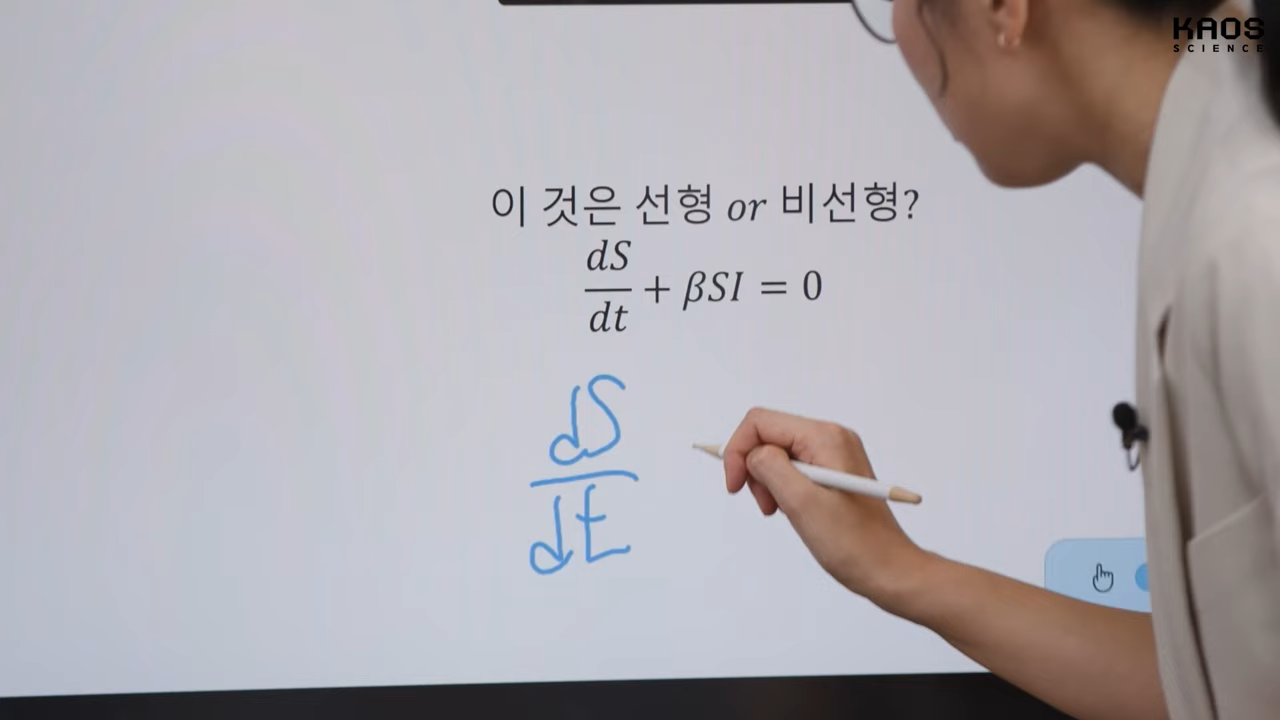 KAOS
SCIENCE
이 것은 선형 or 비선형?
dS
dt
+ βSI = 0
dS
dt